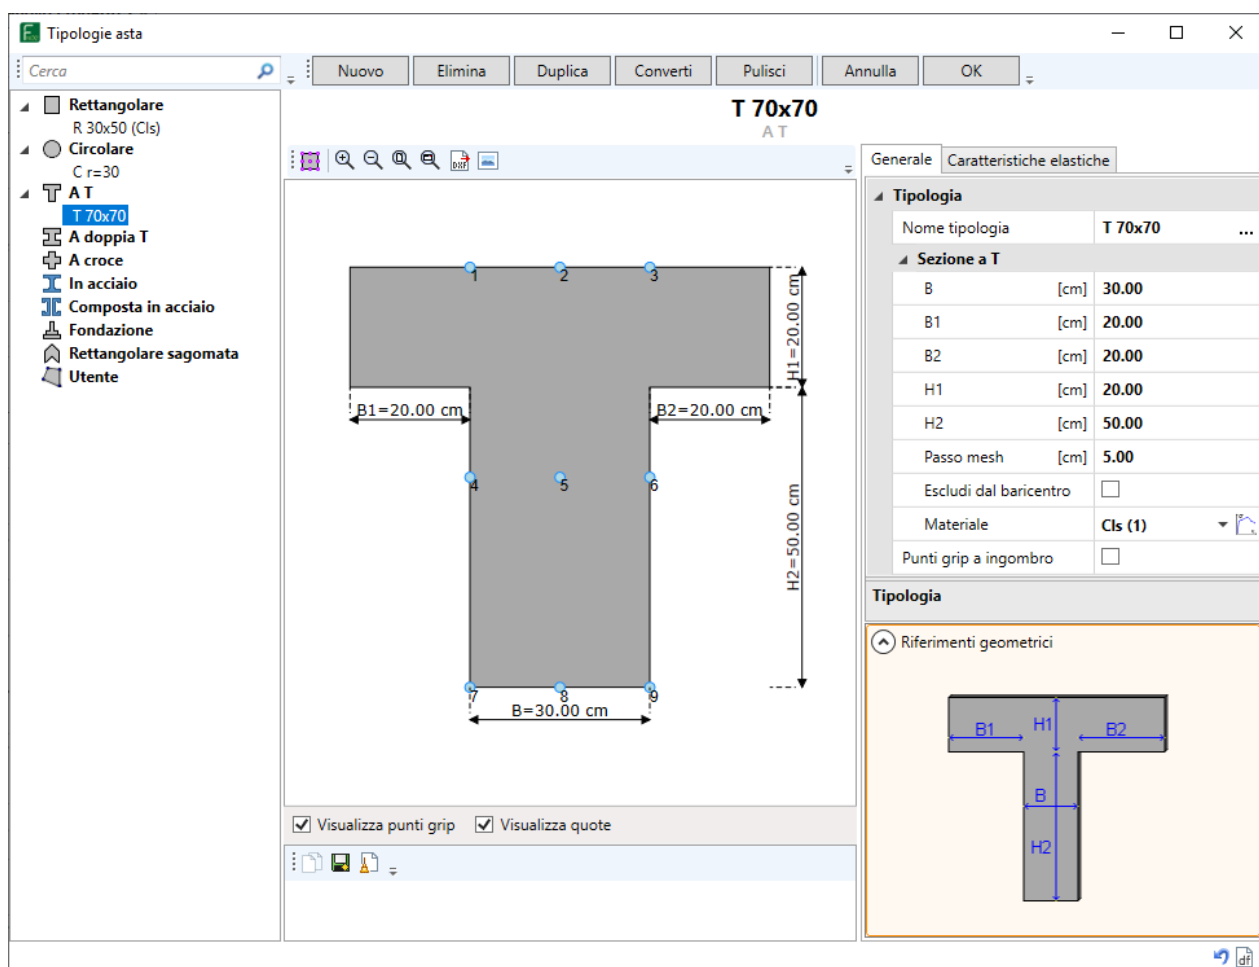 Tipologie asta
Cerca
Nuovo Elimina Duplica Converti Pulisci Annulla OK
Rettangolare
R 30x50 (Cls)
Circolare
C r=30
A T
T 70x70
A doppia T
A croce
In acciaio
Composta in acciaio
Fondazione
Rettangolare sagomata
Utente
T 70x70
A T
DXF
1 2 3
H1=20.00 cm
B1=20.00 cm B2=20.00 cm
4 5 6
H2=50.00 cm
7 8 9
B=30.00 cm
Visualizza punti grip Visualizza quote
Generale Caratteristiche elastiche
Tipologia
Nome tipologia T 70x70 ...
Sezione a T
B [cm] 30.00
B1 [cm] 20.00
B2 [cm] 20.00
H1 [cm] 20.00
H2 [cm] 50.00
Passo mesh [cm] 5.00
Escludi dal baricentro
Materiale Cls (1)
Punti grip a ingombro
Tipologia
Riferimenti geometrici
B1 H1 B2
B
H2
df